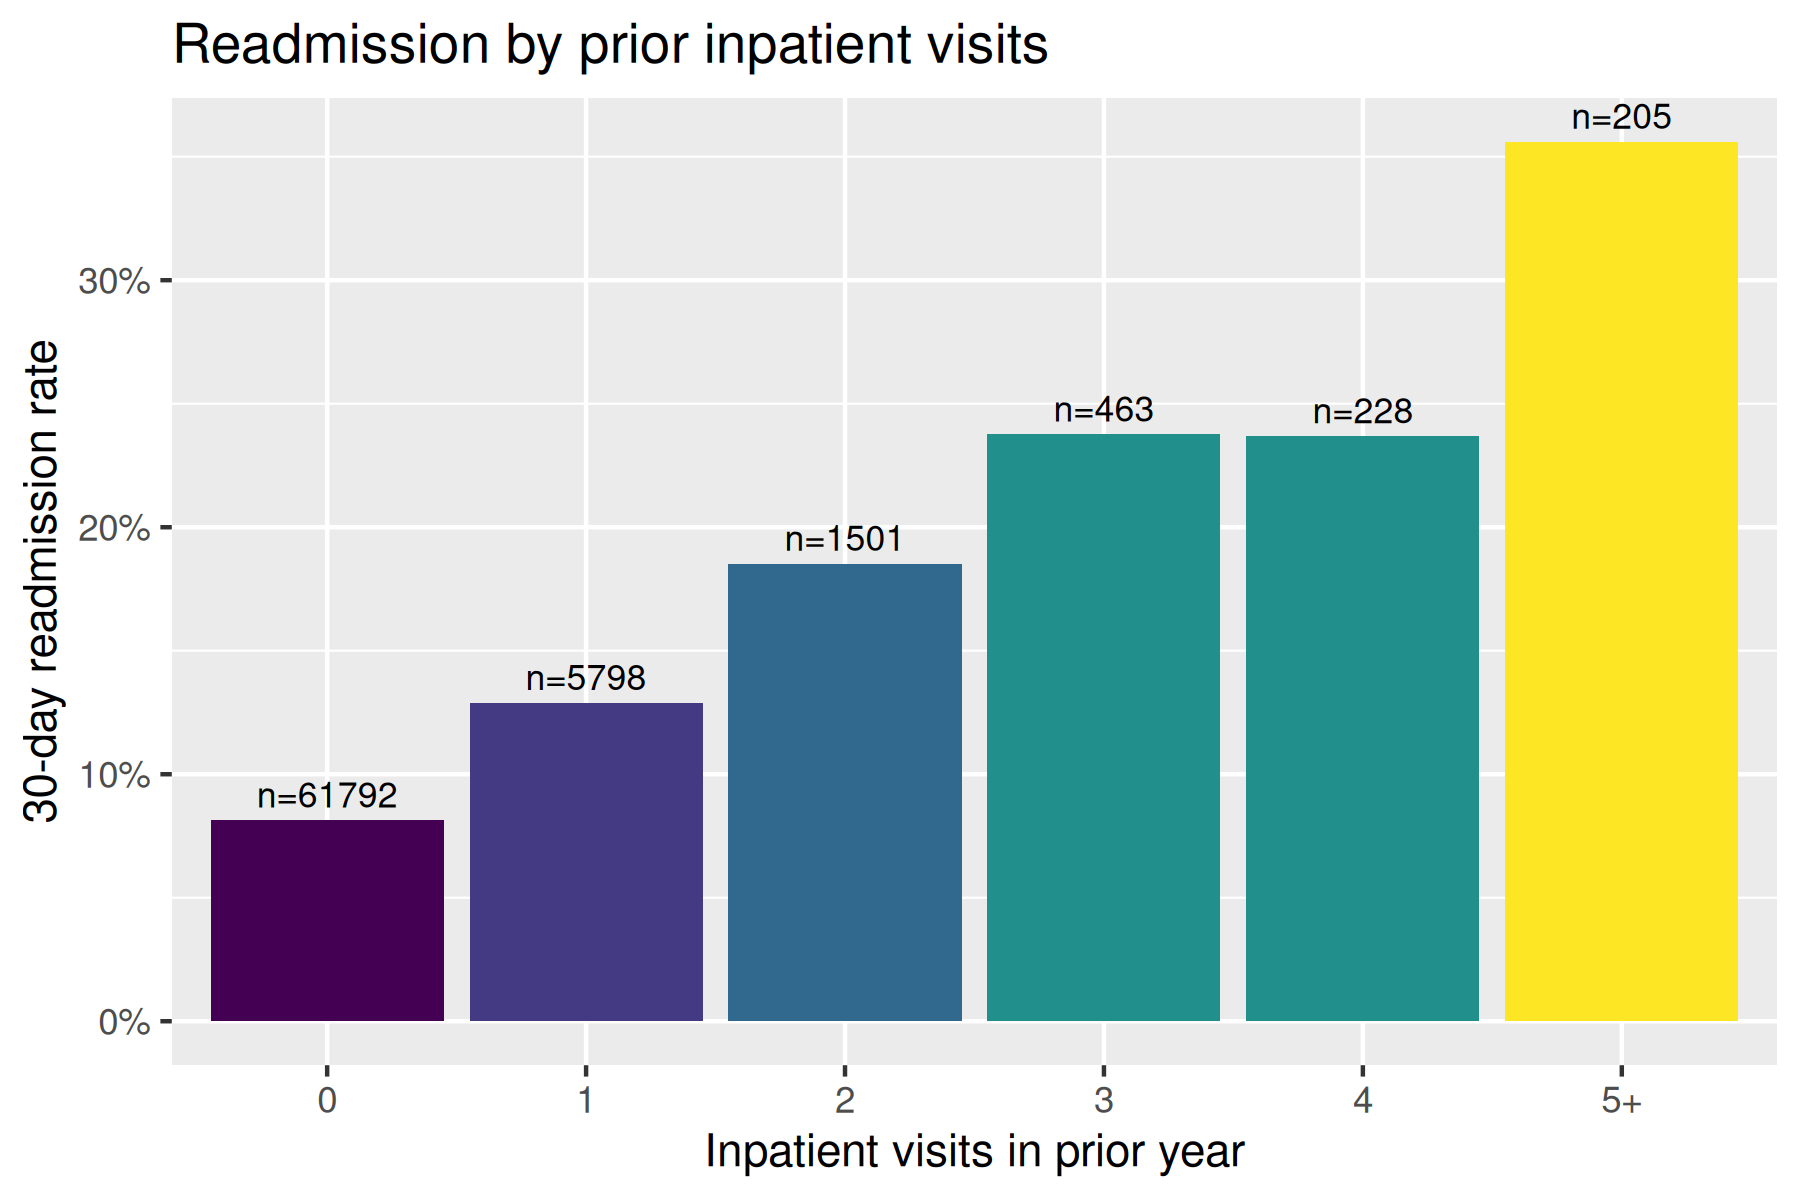 Readmission by prior inpatient visits
n=205
30%
n=463
n=228
20%
n=1501
n=5798
10%
n=61792
0%
30-day readmission rate
0
1
2
3
4
5+
Inpatient visits in prior year